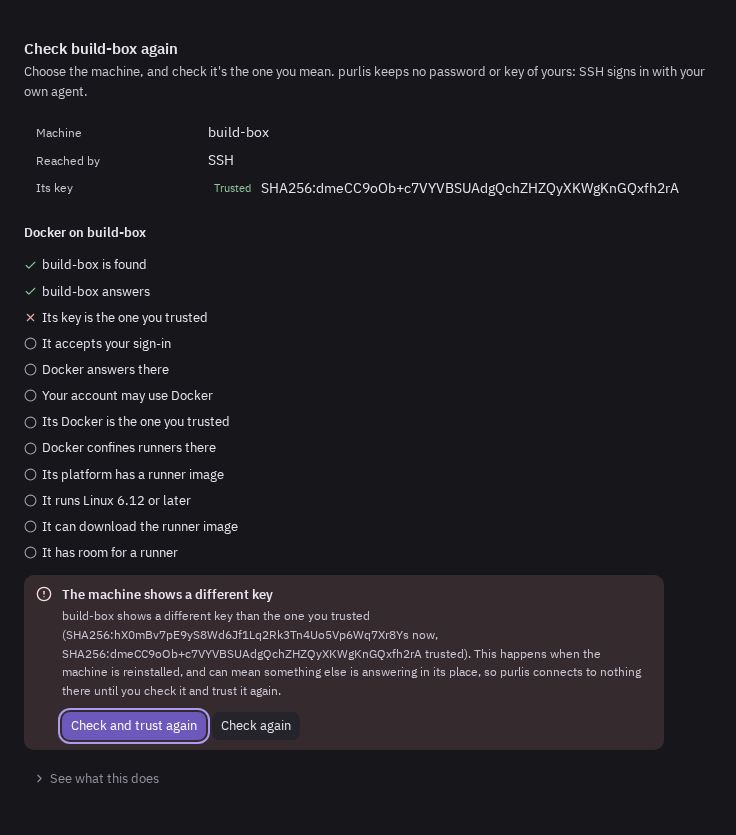 Check build-box again
Choose the machine, and check it's the one you mean. purlis keeps no password or key of yours: SSH signs in with your
own agent.
Machine build-box
Reached by SSH
Its key Trusted SHA256:dmeCC9oOb+c7VYVBSUAdgQchZHZQyXKWgKnGQxfh2rA
Docker on build-box
build-box is found
build-box answers
Its key is the one you trusted
It accepts your sign-in
Docker answers there
Your account may use Docker
Its Docker is the one you trusted
Docker confines runners there
Its platform has a runner image
It runs Linux 6.12 or later
It can download the runner image
It has room for a runner
The machine shows a different key
build-box shows a different key than the one you trusted
(SHA256:hX0mBv7pE9yS8Wd6Jf1Lq2Rk3Tn4Uo5Vp6Wq7Xr8Ys now,
SHA256:dmeCC9oOb+c7VYVBSUAdgQchZHZQyXKWgKnGQxfh2rA trusted). This happens when the
machine is reinstalled, and can mean something else is answering in its place, so purlis connects to nothing
there until you check it and trust it again.
Check and trust again Check again
See what this does